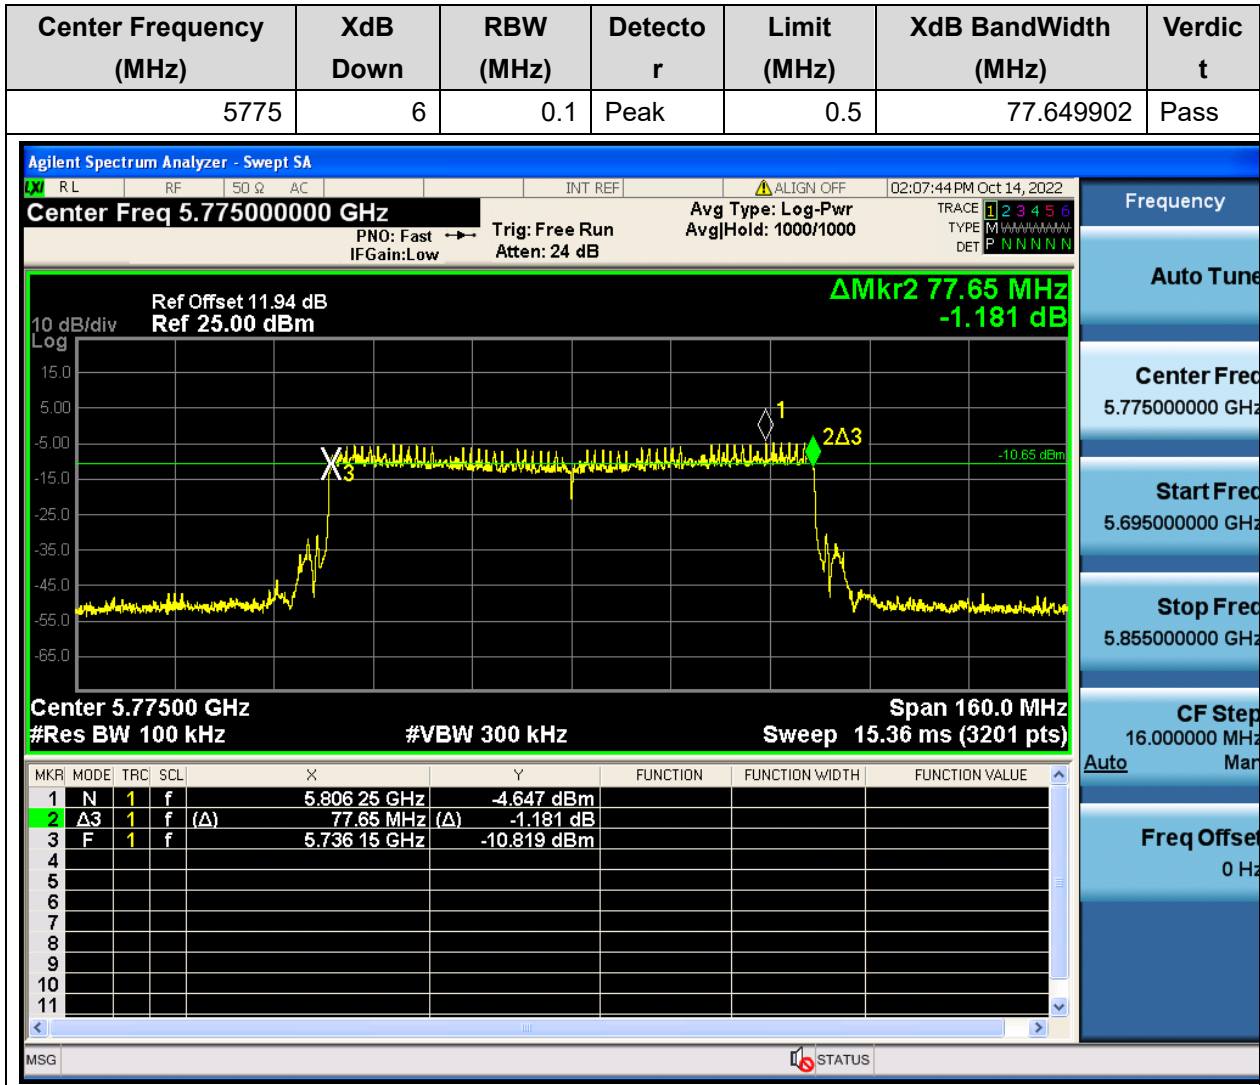 Center Frequency (MHz) XdB Down RBW (MHz) Detecto r Limit (MHz) XdB BandWidth (MHz) Verdic t
5775 6 0.1 Peak 0.5 77.649902 Pass
Agilent Spectrum Analyzer - Swept SA
LXI RL RF 50 Ω AC INT REF ALIGN OFF 02:07:44 PM Oct 14, 2022
Center Freq 5.775000000 GHz
PNO: Fast
IFGain:Low
Trig: Free Run
Atten: 24 dB
Avg Type: Log-Pwr
Avg|Hold: 1000/1000
TRACE 1 2 3 4 5 6
TYPE M
DET P N N N N N
ΔMkr2 77.65 MHz
-1.181 dB
Ref Offset 11.94 dB
10 dB/div Ref 25.00 dBm
Log
15.0
5.00
-5.00
-15.0
-25.0
-35.0
-45.0
-55.0
-65.0
1
2Δ3
3
-10.65 dBm
Center 5.77500 GHz Span 160.0 MHz
#Res BW 100 kHz #VBW 300 kHz Sweep 15.36 ms (3201 pts)
MKR MODE TRC SCL X Y FUNCTION FUNCTION WIDTH FUNCTION VALUE
1 N 1 f 5.806 25 GHz -4.647 dBm
2 Δ3 1 f (Δ) 77.65 MHz (Δ) -1.181 dB
3 F 1 f 5.736 15 GHz -10.819 dBm
4
5
6
7
8
9
10
11
MSG STATUS
Frequency
Auto Tune
Center Freq
5.775000000 GHz
Start Freq
5.695000000 GHz
Stop Freq
5.855000000 GHz
CF Step
16.000000 MHz
Auto Man
Freq Offset
0 Hz